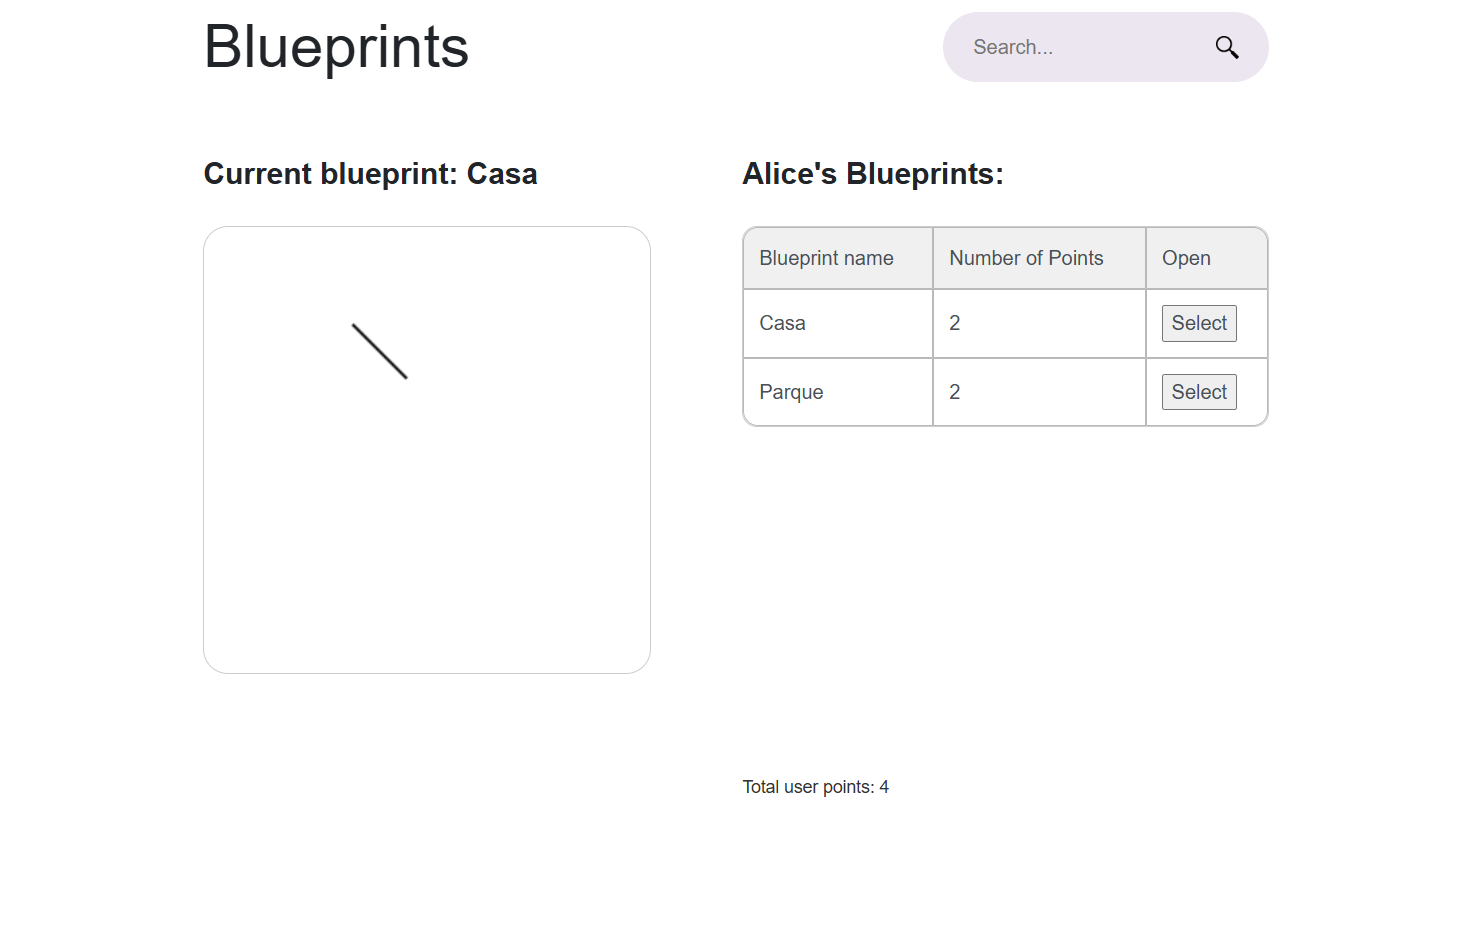 Blueprints
Search...
Current blueprint: Casa
Alice's Blueprints:
Blueprint name Number of Points Open
Casa 2 Select
Parque 2 Select
Total user points: 4